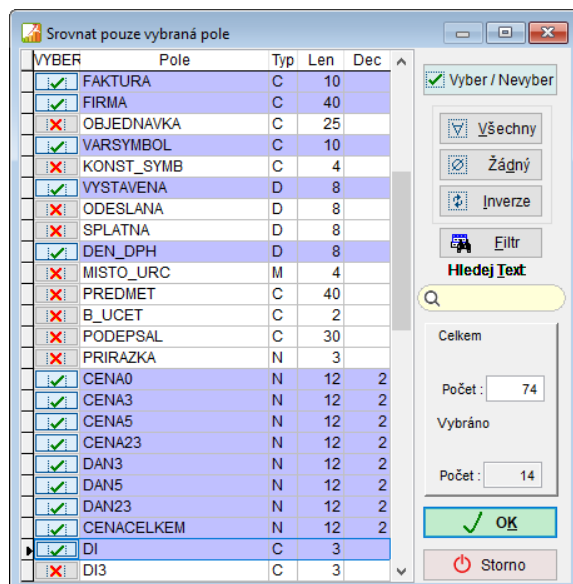 Srovnat pouze vybraná pole
VYBER Pole Typ Len Dec
FAKTURA C 10
FIRMA C 40
OBJEDNAVKA C 25
VARSYMBOL C 10
KONST_SYMB C 4
VYSTAVENA D 8
ODESLANA D 8
SPLATNA D 8
DEN_DPH D 8
MISTO_URC M 4
PREDMET C 40
B_UCET C 2
PODEPSAL C 30
PRIRAZKA N 3
CENA0 N 12 2
CENA3 N 12 2
CENA5 N 12 2
CENA23 N 12 2
DAN3 N 12 2
DAN5 N 12 2
DAN23 N 12 2
CENACELKEM N 12 2
DI C 3
DI3 C 3
Vyber / Nevyber
Všechny
Žádný
Inverze
Filtr
Hledej Text
Celkem
Počet : 74
Vybráno
Počet : 14
OK
Storno